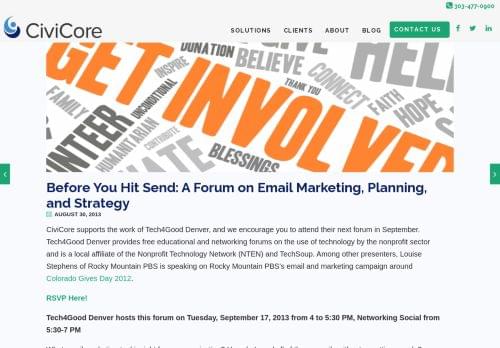 303-477-0900
CiviCore
SOLUTIONS CLIENTS ABOUT BLOG CONTACT US
DONATION
INSPIRE
BELIEVE
HELP
GET INVOLVED
THANK YOU
CONNECT
FAITH
HOPE
FAMILY
UNCONDITIONAL
VOLUNTEER
HUMANITARIAN
CONTRIBUTE
BLESSINGS
Before You Hit Send: A Forum on Email Marketing, Planning,
and Strategy
AUGUST 30, 2013
CiviCore supports the work of Tech4Good Denver, and we encourage you to attend their next forum in September.
Tech4Good Denver provides free educational and networking forums on the use of technology by the nonprofit sector
and is a local affiliate of the Nonprofit Technology Network (NTEN) and TechSoup. Among other presenters, Louise
Stephens of Rocky Mountain PBS is speaking on Rocky Mountain PBS's email and marketing campaign around
Colorado Gives Day 2012.
RSVP Here!
Tech4Good Denver hosts this forum on Tuesday, September 17, 2013 from 4 to 5:30 PM, Networking Social from
5:30-7 PM